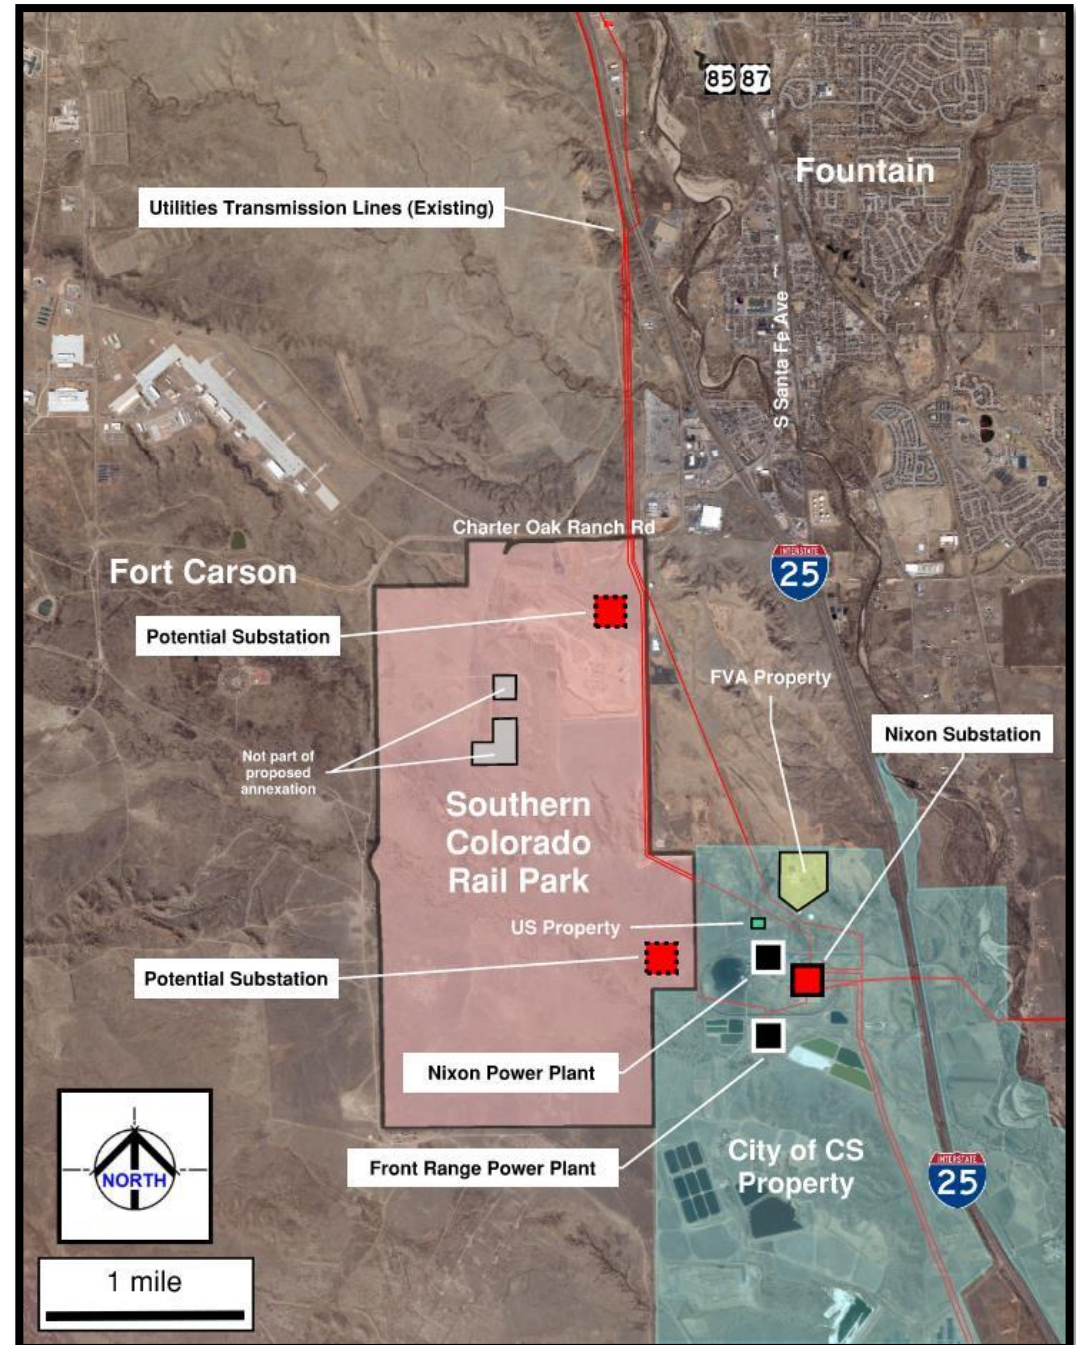 85 87
Fountain
Utilities Transmission Lines (Existing)
S Santa Fe Ave
Charter Oak Ranch Rd
INTERSTATE
25
Fort Carson
Potential Substation
FVA Property
Nixon Substation
Not part of
proposed
annexation
Southern
Colorado
Rail Park
US Property
Potential Substation
Nixon Power Plant
Front Range Power Plant
City of CS
Property
INTERSTATE
25
NORTH
1 mile